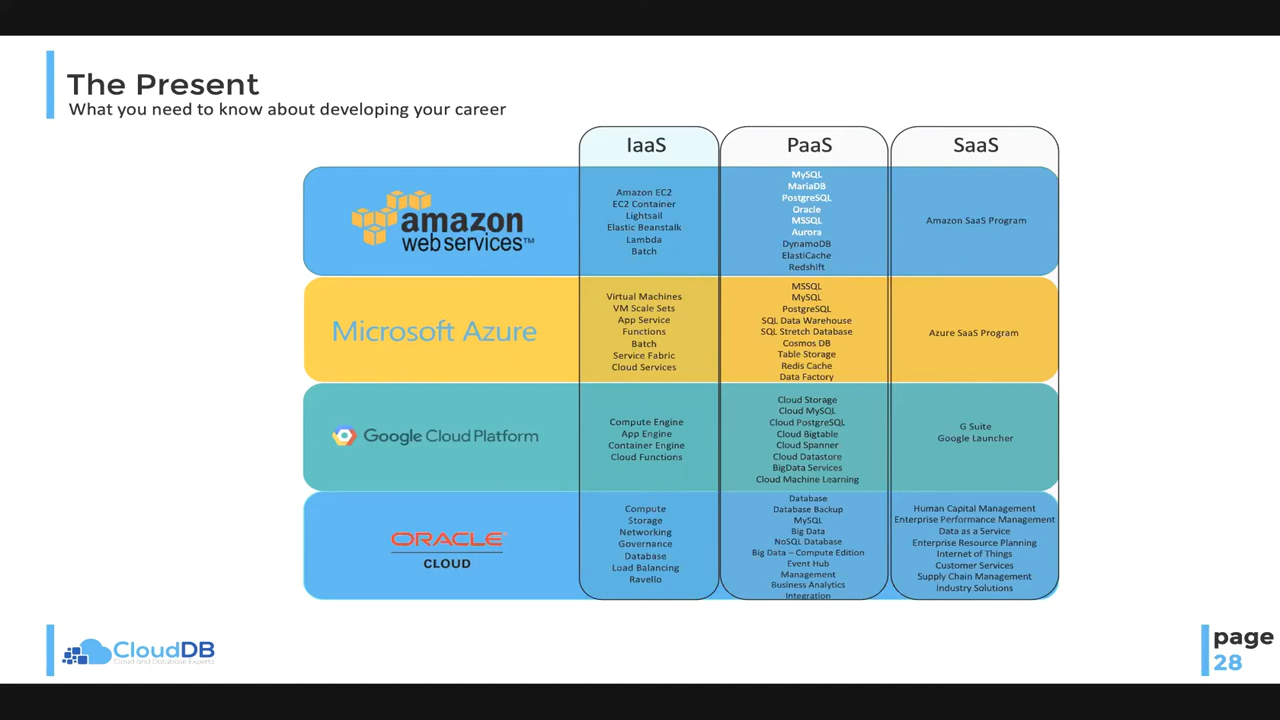 The Present
What you need to know about developing your career
IaaS
PaaS
SaaS
amazon
web services™
Amazon EC2
EC2 Container
Lightsail
Elastic Beanstalk
Lambda
Batch
MySQL
MariaDB
PostgreSQL
Oracle
MSSQL
Aurora
DynamoDB
ElastiCache
Redshift
Amazon SaaS Program
Microsoft Azure
Virtual Machines
VM Scale Sets
App Service
Functions
Batch
Service Fabric
Cloud Services
MSSQL
MySQL
PostgreSQL
SQL Data Warehouse
SQL Stretch Database
Cosmos DB
Table Storage
Redis Cache
Data Factory
Azure SaaS Program
Google Cloud Platform
Compute Engine
App Engine
Container Engine
Cloud Functions
Cloud Storage
Cloud MySQL
Cloud PostgreSQL
Cloud Bigtable
Cloud Spanner
Cloud Datastore
BigData Services
Cloud Machine Learning
G Suite
Google Launcher
ORACLE
CLOUD
Compute
Storage
Networking
Governance
Database
Load Balancing
Ravello
Database
Database Backup
MySQL
Big Data
NoSQL Database
Big Data – Compute Edition
Event Hub
Management
Business Analytics
Integration
Human Capital Management
Enterprise Performance Management
Data as a Service
Enterprise Resource Planning
Internet of Things
Customer Services
Supply Chain Management
Industry Solutions
CloudDB
Cloud and Database Experts
page
28